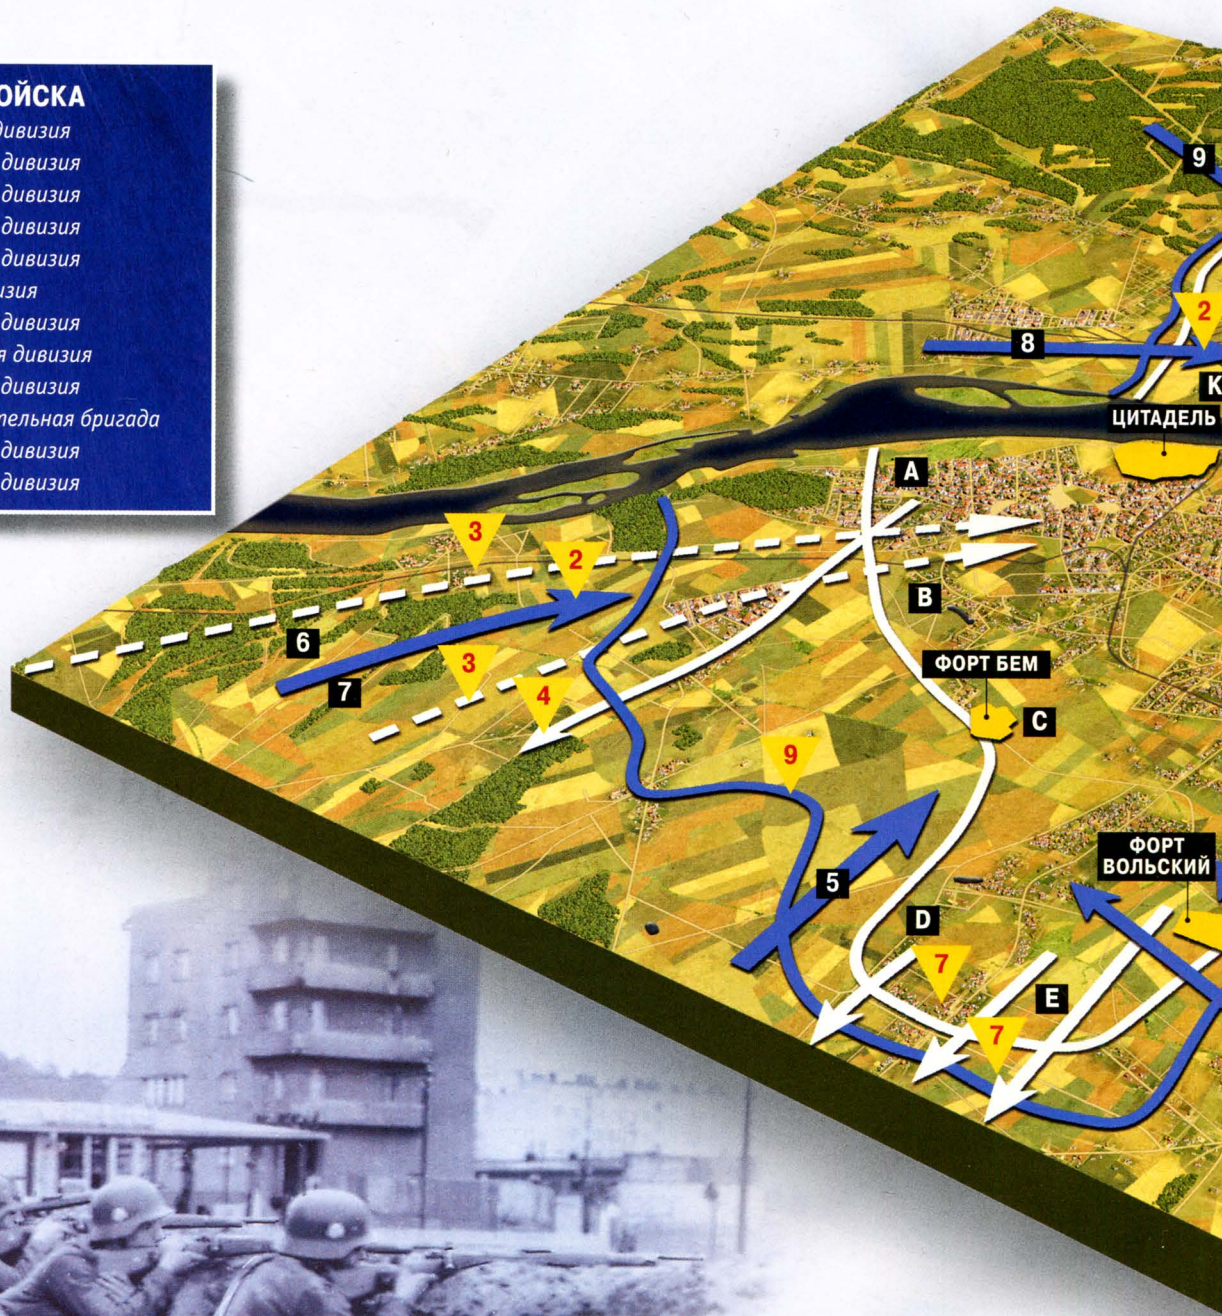 ОЙСКА
дивизия
дивизия
дивизия
дивизия
дивизия
изия
дивизия
я дивизия
дивизия
тельная бригада
дивизия
дивизия
9
2
8
К
ЦИТАДЕЛЬ
A
3
2
B
6
7
3
4
ФОРТ БЕМ
C
9
5
ФОРТ
ВОЛЬСКИЙ
D
7
E
7